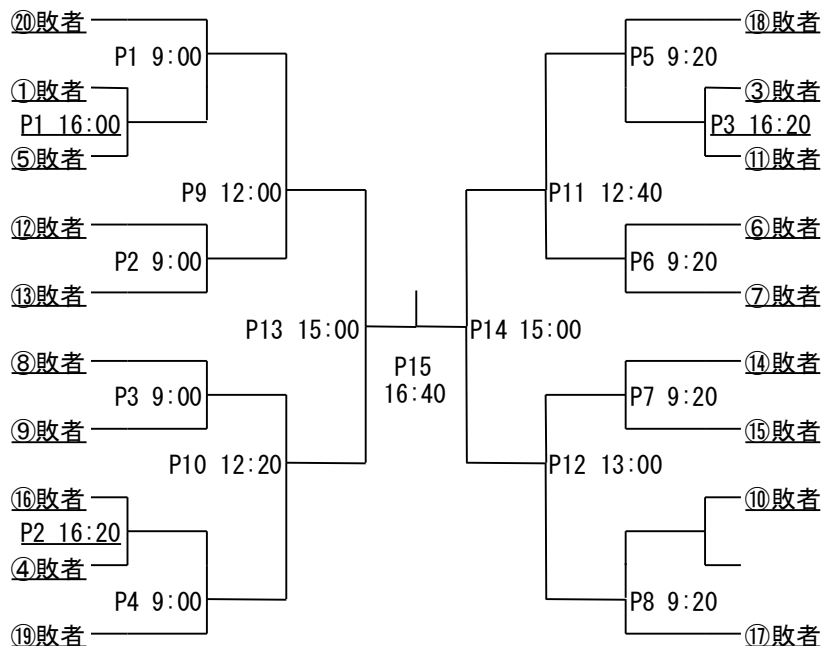 ⑳敗者
⑱敗者
P1 9:00
P5 9:20
①敗者
③敗者
P1 16:00
P3 16:20
⑤敗者
⑪敗者
P9 12:00
P11 12:40
⑫敗者
⑥敗者
P2 9:00
P6 9:20
⑬敗者
⑦敗者
P13 15:00
P14 15:00
⑧敗者
⑭敗者
P15
16:40
P3 9:00
P7 9:20
⑨敗者
⑮敗者
P10 12:20
P12 13:00
⑯敗者
⑩敗者
P2 16:20
④敗者
P4 9:00
P8 9:20
⑲敗者
⑰敗者